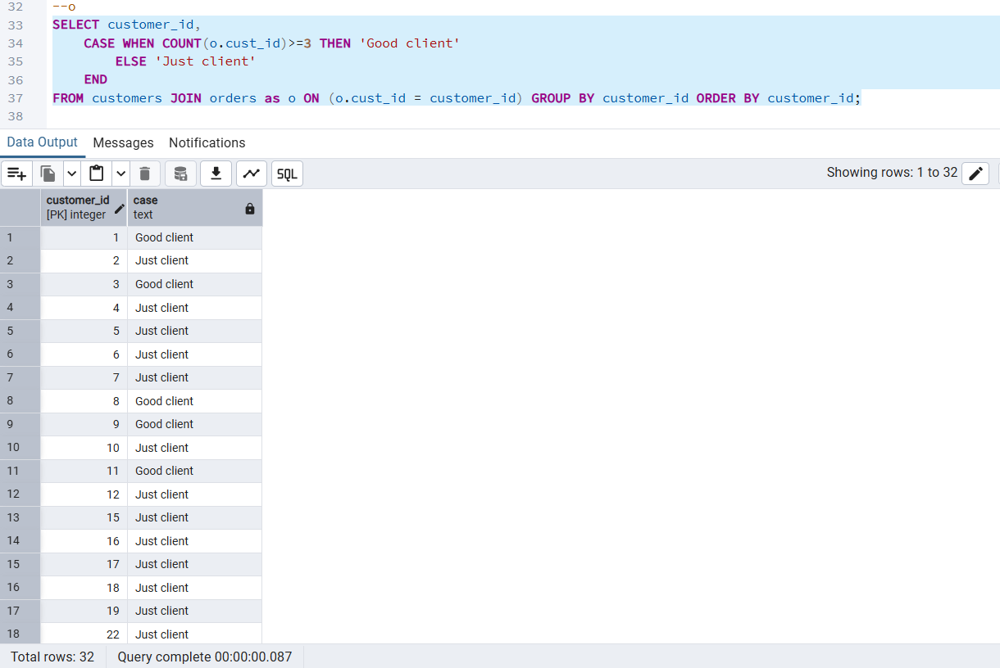 32 --o
33 SELECT customer_id,
34 CASE WHEN COUNT(o.cust_id)>=3 THEN 'Good client'
35 ELSE 'Just client'
36 END
37 FROM customers JOIN orders as o ON (o.cust_id = customer_id) GROUP BY customer_id ORDER BY customer_id;
38
Data Output Messages Notifications
SQL Showing rows: 1 to 32
customer_id case
[PK] integer text
1 1 Good client
2 2 Just client
3 3 Good client
4 4 Just client
5 5 Just client
6 6 Just client
7 7 Just client
8 8 Good client
9 9 Good client
10 10 Just client
11 11 Good client
12 12 Just client
13 15 Just client
14 16 Just client
15 17 Just client
16 18 Just client
17 19 Just client
18 22 Just client
Total rows: 32 Query complete 00:00:00.087